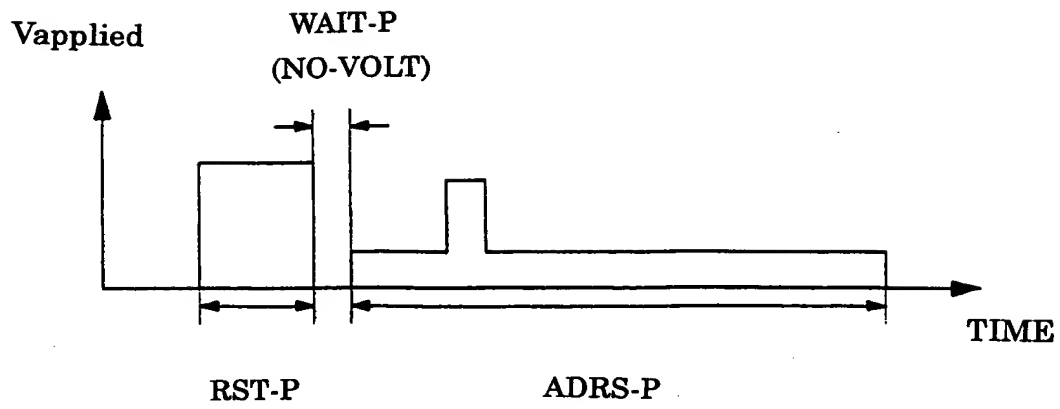 WAIT-P
Vapplied
(NO-VOLT)
TIME
RST-P
ADRS-P